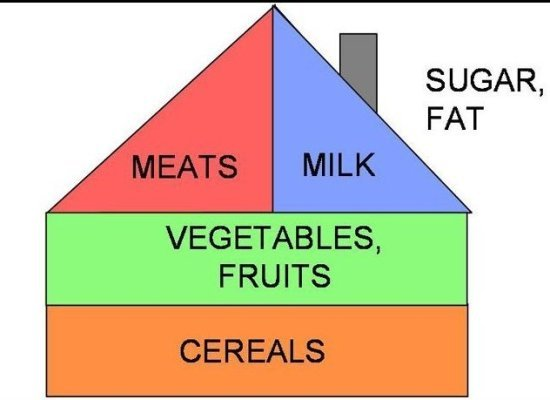 SUGAR,
FAT
MEATS
MILK
VEGETABLES,
FRUITS
CEREALS